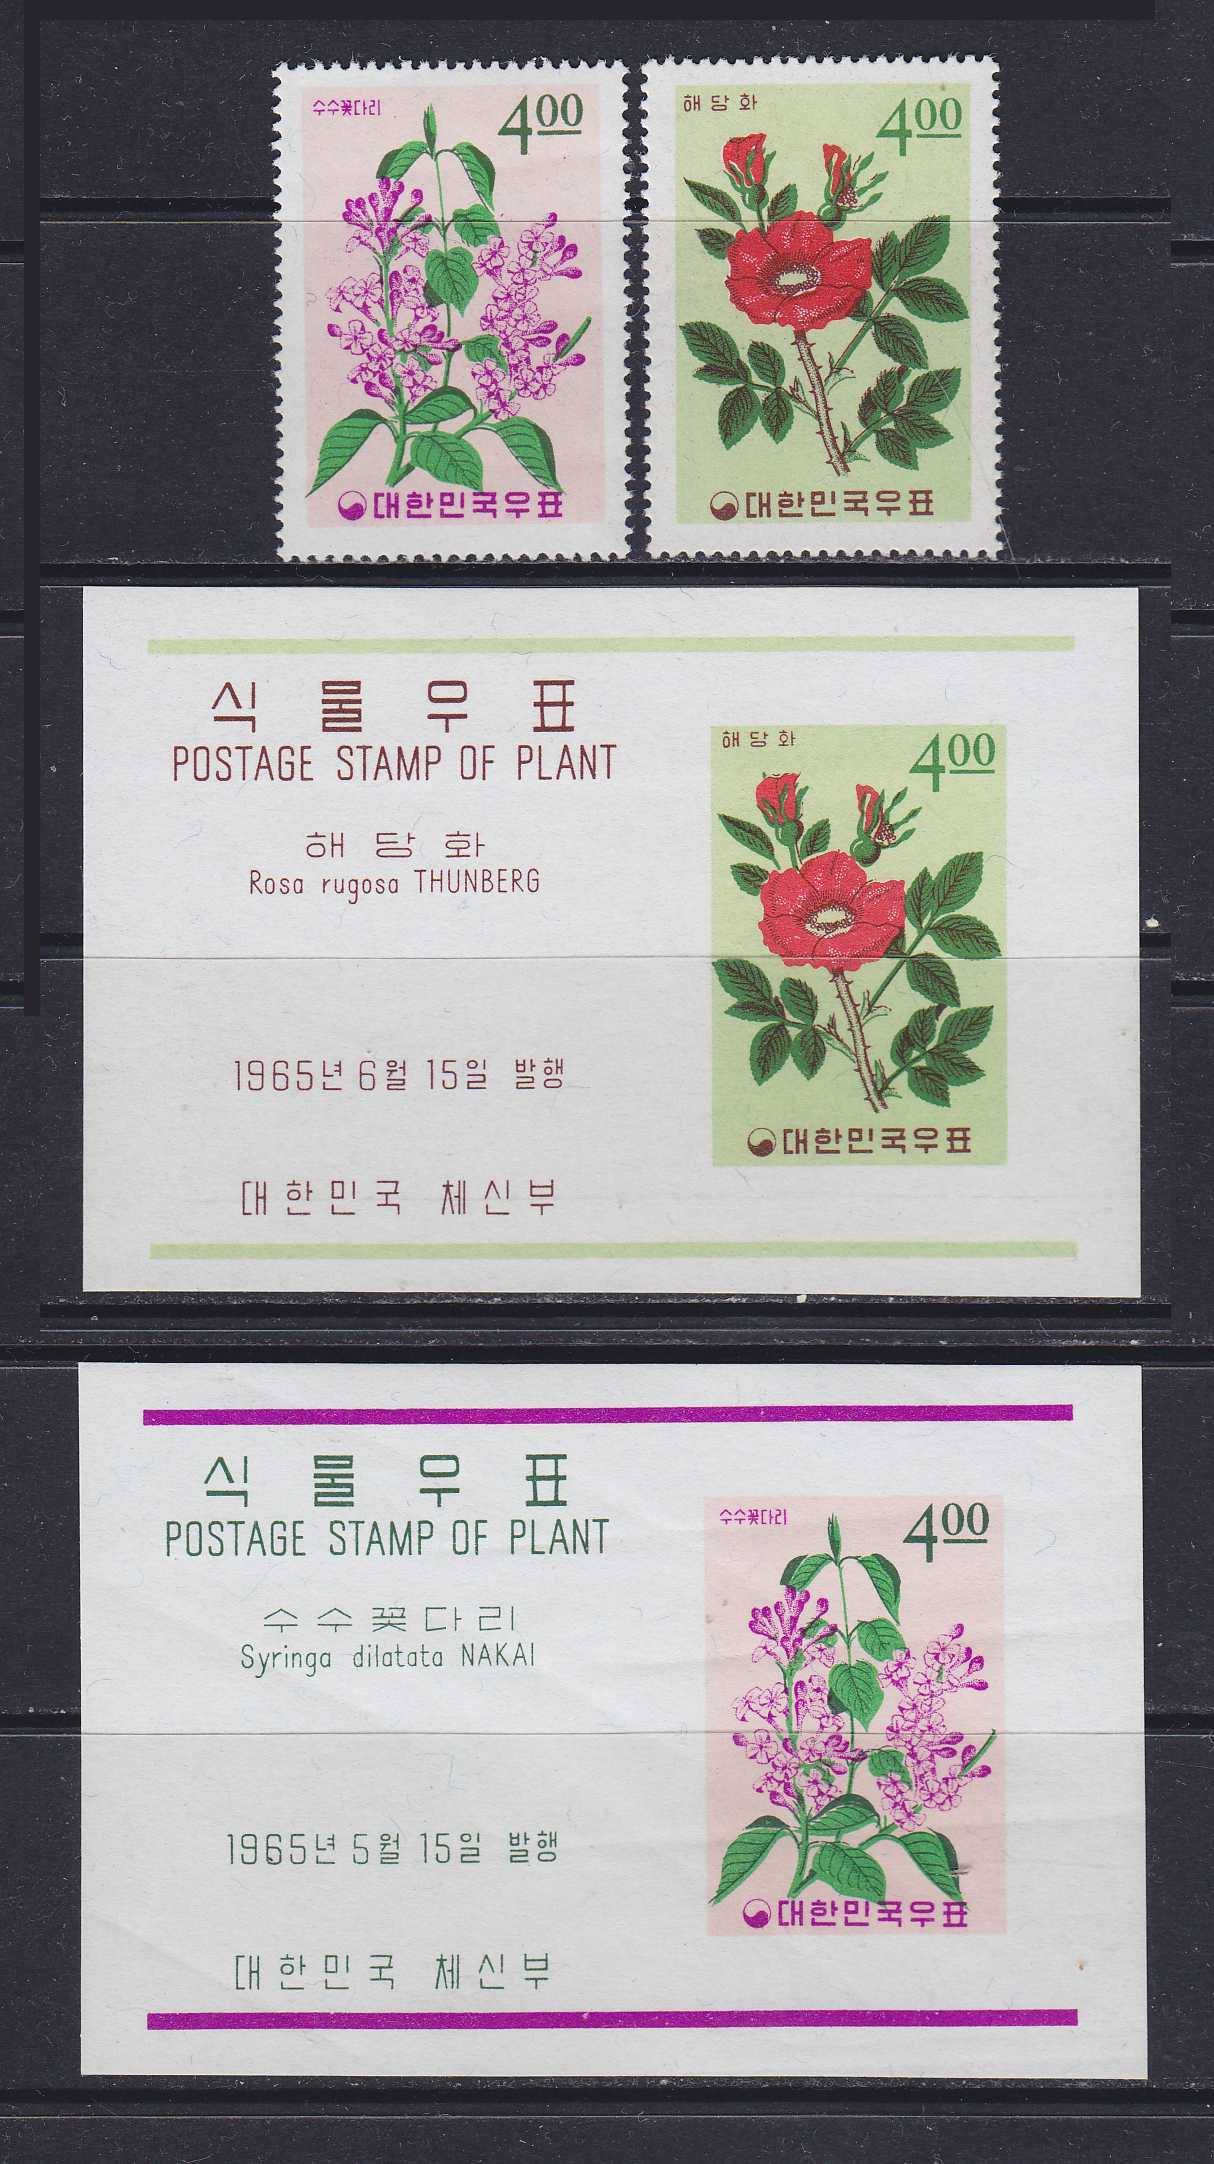 수수꽃다리
4.00
대한민국우표
해당화
4.00
대한민국우표
식물우표
POSTAGE STAMP OF PLANT
해당화
Rosa rugosa THUNBERG
1965년 6월 15일 발행
대한민국 체신부
해당화
4.00
대한민국우표
식물우표
POSTAGE STAMP OF PLANT
수수꽃다리
Syringa dilatata NAKAI
1965년 5월 15일 발행
대한민국 체신부
수수꽃다리
4.00
대한민국우표